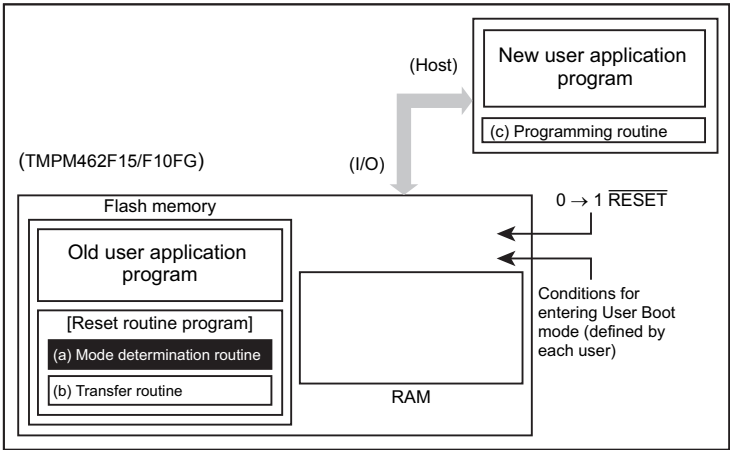 New user application
program
(Host)
(c) Programming routine
(TMPM462F15/F10FG)
(I/O)
0 → 1 RESET
Flash memory
Old user application
program
[Reset routine program]
(a) Mode determination routine
(b) Transfer routine
RAM
Conditions for
entering User Boot
mode (defined by
each user)